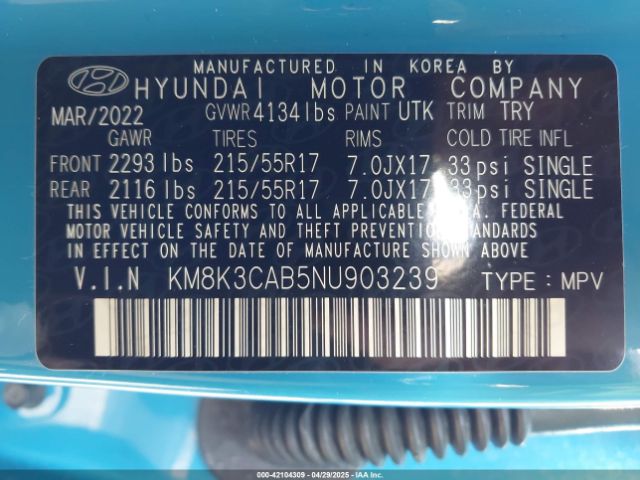 MANUFACTURED IN KOREA BY
HYUNDAI MOTOR COMPANY
MAR/2022 GVWR 4134 lbs PAINT UTK TRIM TRY
GAWR TIRES RIMS COLD TIRE INFL
FRONT 2293 lbs 215/55R17 7.0JX17 33 psi SINGLE
REAR 2116 lbs 215/55R17 7.0JX17 33 psi SINGLE
THIS VEHICLE CONFORMS TO ALL APPLICABLE U.S.A. FEDERAL
MOTOR VEHICLE SAFETY AND THEFT PREVENTION STANDARDS
IN EFFECT ON THE DATE OF MANUFACTURE SHOWN ABOVE.
V.I.N KM8K3CAB5NU903239 TYPE : MPV
000-42104309 04/29/2025 IAA Inc.